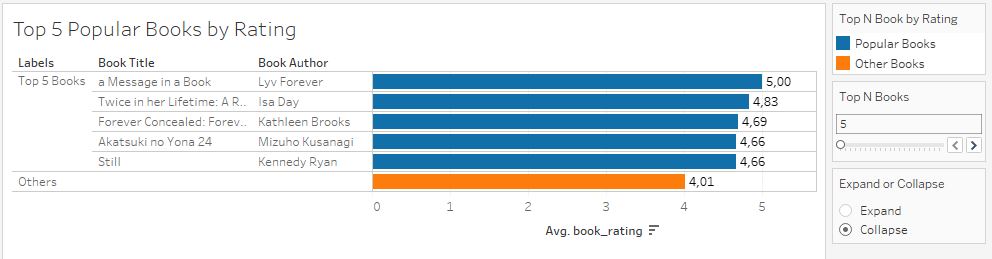 Top 5 Popular Books by Rating
Labels Book Title Book Author
Top 5 Books a Message in a Book Lyv Forever 5,00
Twice in her Lifetime: A R.. Isa Day 4,83
Forever Concealed: Forev.. Kathleen Brooks 4,69
Akatsuki no Yona 24 Mizuho Kusanagi 4,66
Still Kennedy Ryan 4,66
Others 4,01
0 1 2 3 4 5
Avg. book_rating
Top N Book by Rating
Popular Books
Other Books
Top N Books
5
Expand or Collapse
Expand
Collapse